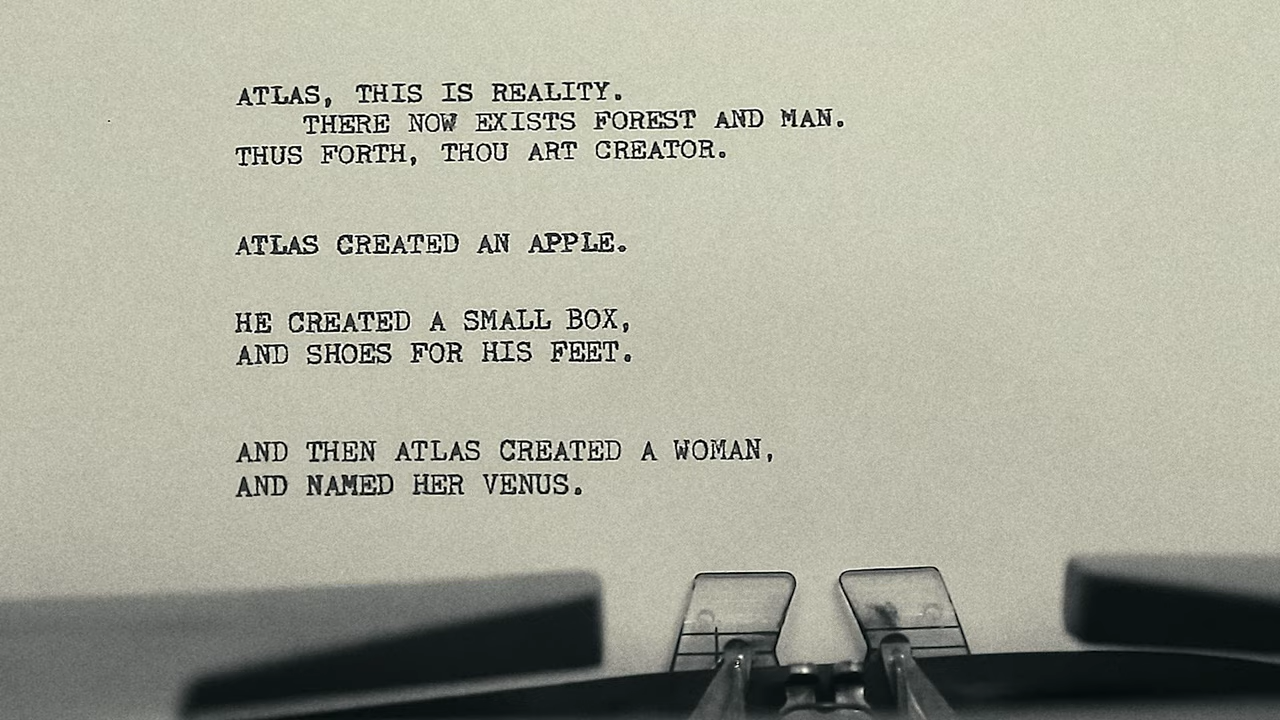 ATLAS, THIS IS REALITY.
THERE NOW EXISTS FOREST AND MAN.
THUS FORTH, THOU ART CREATOR.
ATLAS CREATED AN APPLE.
HE CREATED A SMALL BOX,
AND SHOES FOR HIS FEET.
AND THEN ATLAS CREATED A WOMAN,
AND NAMED HER VENUS.